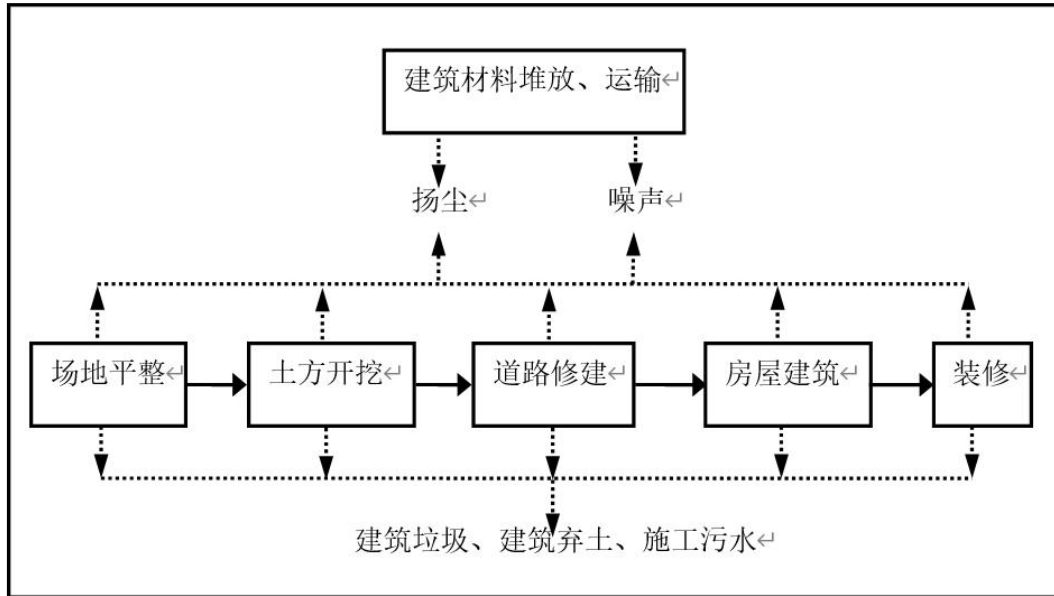 建筑材料堆放、运输↵
扬尘↵ 噪声↵
场地平整↵ 土方开挖↵ 道路修建↵ 房屋建筑↵ 装修↵
建筑垃圾、建筑弃土、施工污水↵